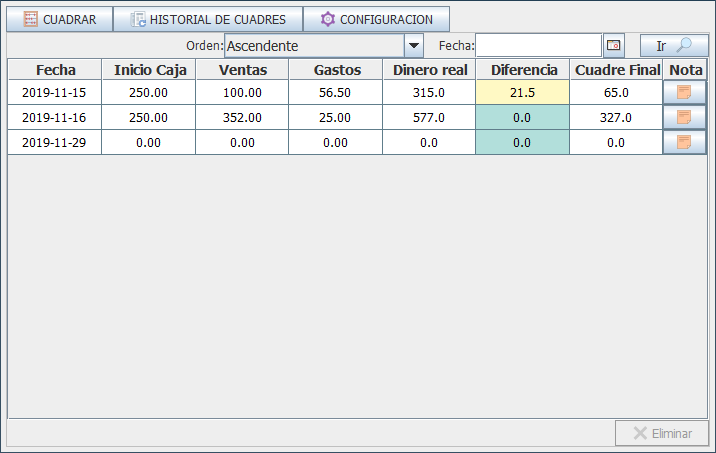 CUADRAR HISTORIAL DE CUADRES CONFIGURACION
Orden: Ascendente Fecha: Ir
Fecha Inicio Caja Ventas Gastos Dinero real Diferencia Cuadre Final Nota
2019-11-15 250.00 100.00 56.50 315.0 21.5 65.0
2019-11-16 250.00 352.00 25.00 577.0 0.0 327.0
2019-11-29 0.00 0.00 0.00 0.0 0.0 0.0
Eliminar